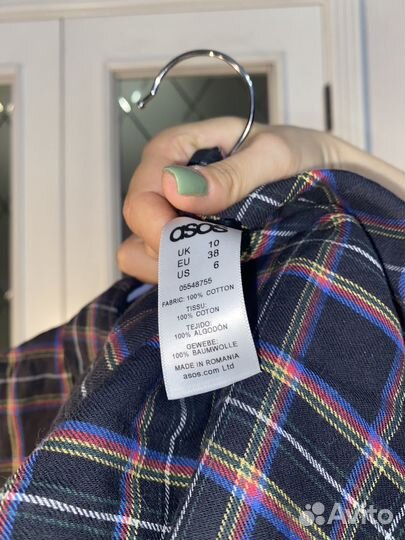 asos
UK 10
EU 38
US 6
05548755
FABRIC: 100% COTTON
TISSU:
100% COTON
TEJIDO:
100% ALGODÓN
GEWEBE:
100% BAUMWOLLE
MADE IN ROMANIA
asos.com Ltd
Avito